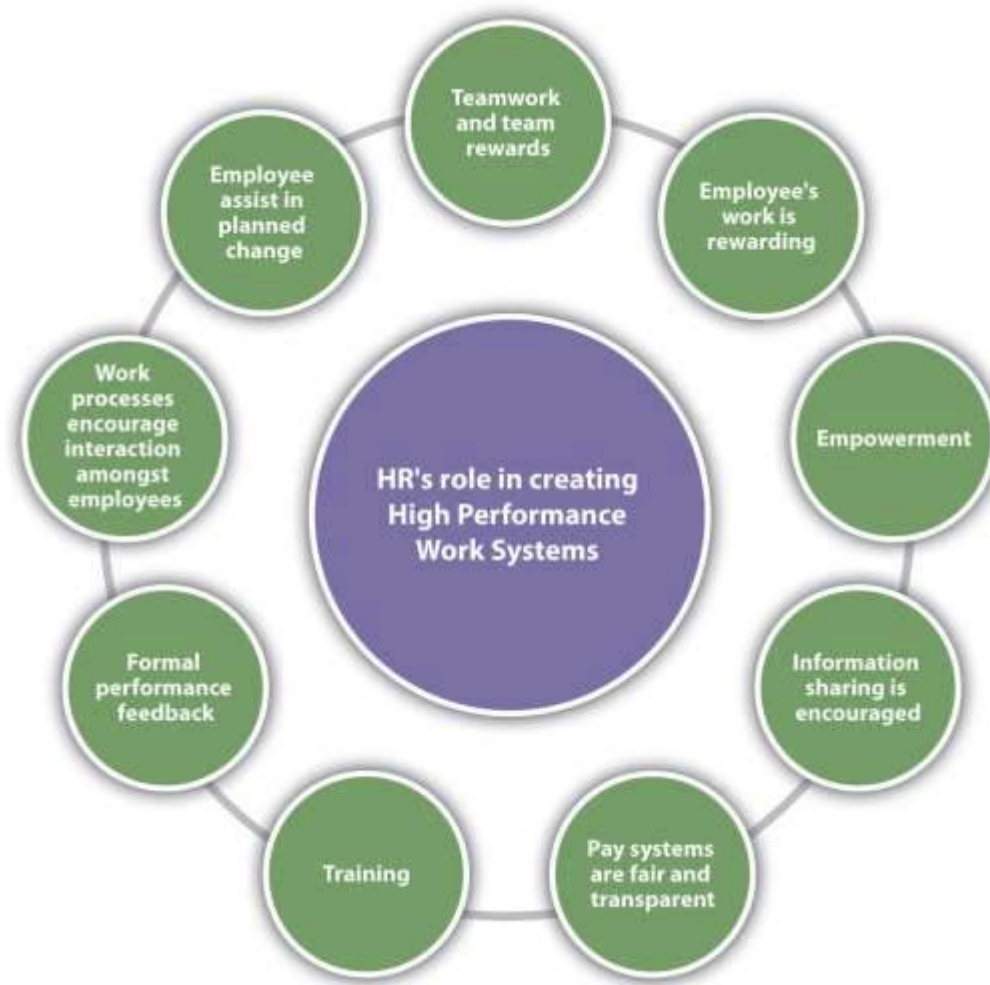 Teamwork
and team
rewards
Employee's
work is
rewarding
Empowerment
Information
sharing is
encouraged
Pay systems
are fair and
transparent
Training
Formal
performance
feedback
Work
processes
encourage
interaction
amongst
employees
Employee
assist in
planned
change
HR's role in creating
High Performance
Work Systems